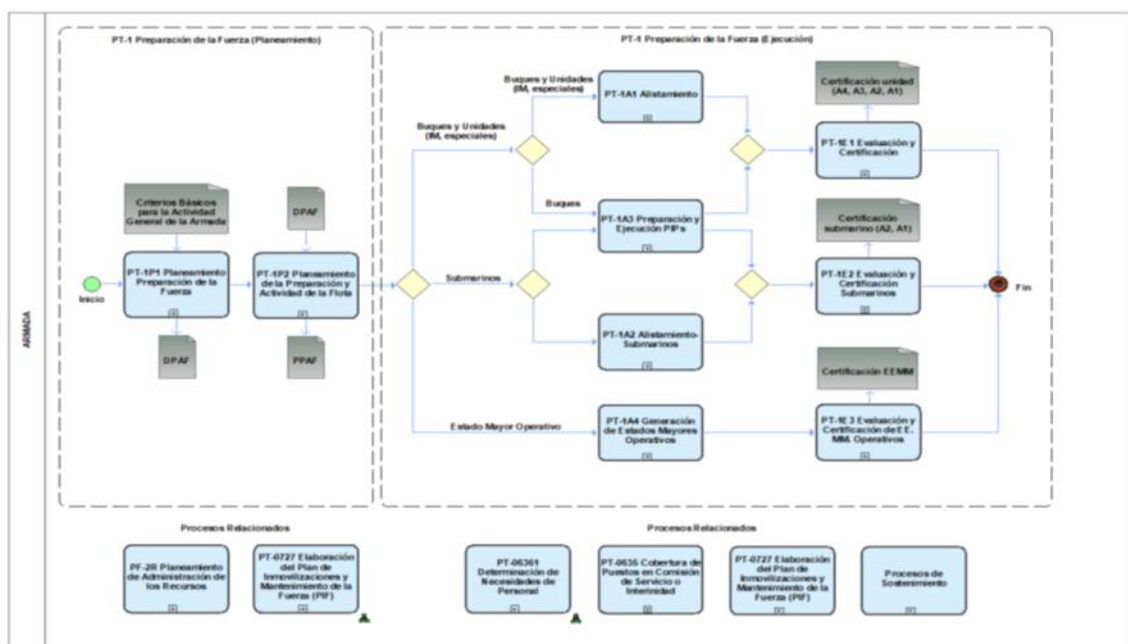 ARMADA
PT-1 Preparación de la Fuerza (Planeamiento)
Criterios Básicos
para la Actividad
General de la Armada
DPAF
Inicio
PT-1P1 Planeamiento
Preparación de la
Fuerza
PT-1P2 Planeamiento
de la Preparación y
Actividad de la Flota
DPAF
PPAF
PT-1 Preparación de la Fuerza (Ejecución)
Buques y Unidades
(IM, especiales)
Buques y Unidades
(IM, especiales)
Buques
Submarinos
Estado Mayor Operativo
PT-1A1 Alistamiento
PT-1A3 Preparación y
Ejecución PIPs
PT-1A2 Alistamiento-
Submarinos
PT-1A4 Generación
de Estados Mayores
Operativos
Certificación unidad
(A4, A3, A2, A1)
PT-1E1 Evaluación y
Certificación
Certificación
submarino (A2, A1)
PT-1E2 Evaluación y
Certificación
Submarinos
Certificación EEMM
PT-1E3 Evaluación y
Certificación de EE.
MM. Operativos
Fin
Procesos Relacionados
PF-2R Planeamiento
de Administración de
los Recursos
PT-0727 Elaboración
del Plan de
Inmovilizaciones y
Mantenimiento de la
Fuerza (PIF)
Procesos Relacionados
PT-06361
Determinación de
Necesidades de
Personal
PT-0635 Cobertura de
Puestos en Comisión
de Servicio o
Interinidad
PT-0727 Elaboración
del Plan de
Inmovilizaciones y
Mantenimiento de la
Fuerza (PIF)
Procesos de
Sostenimiento